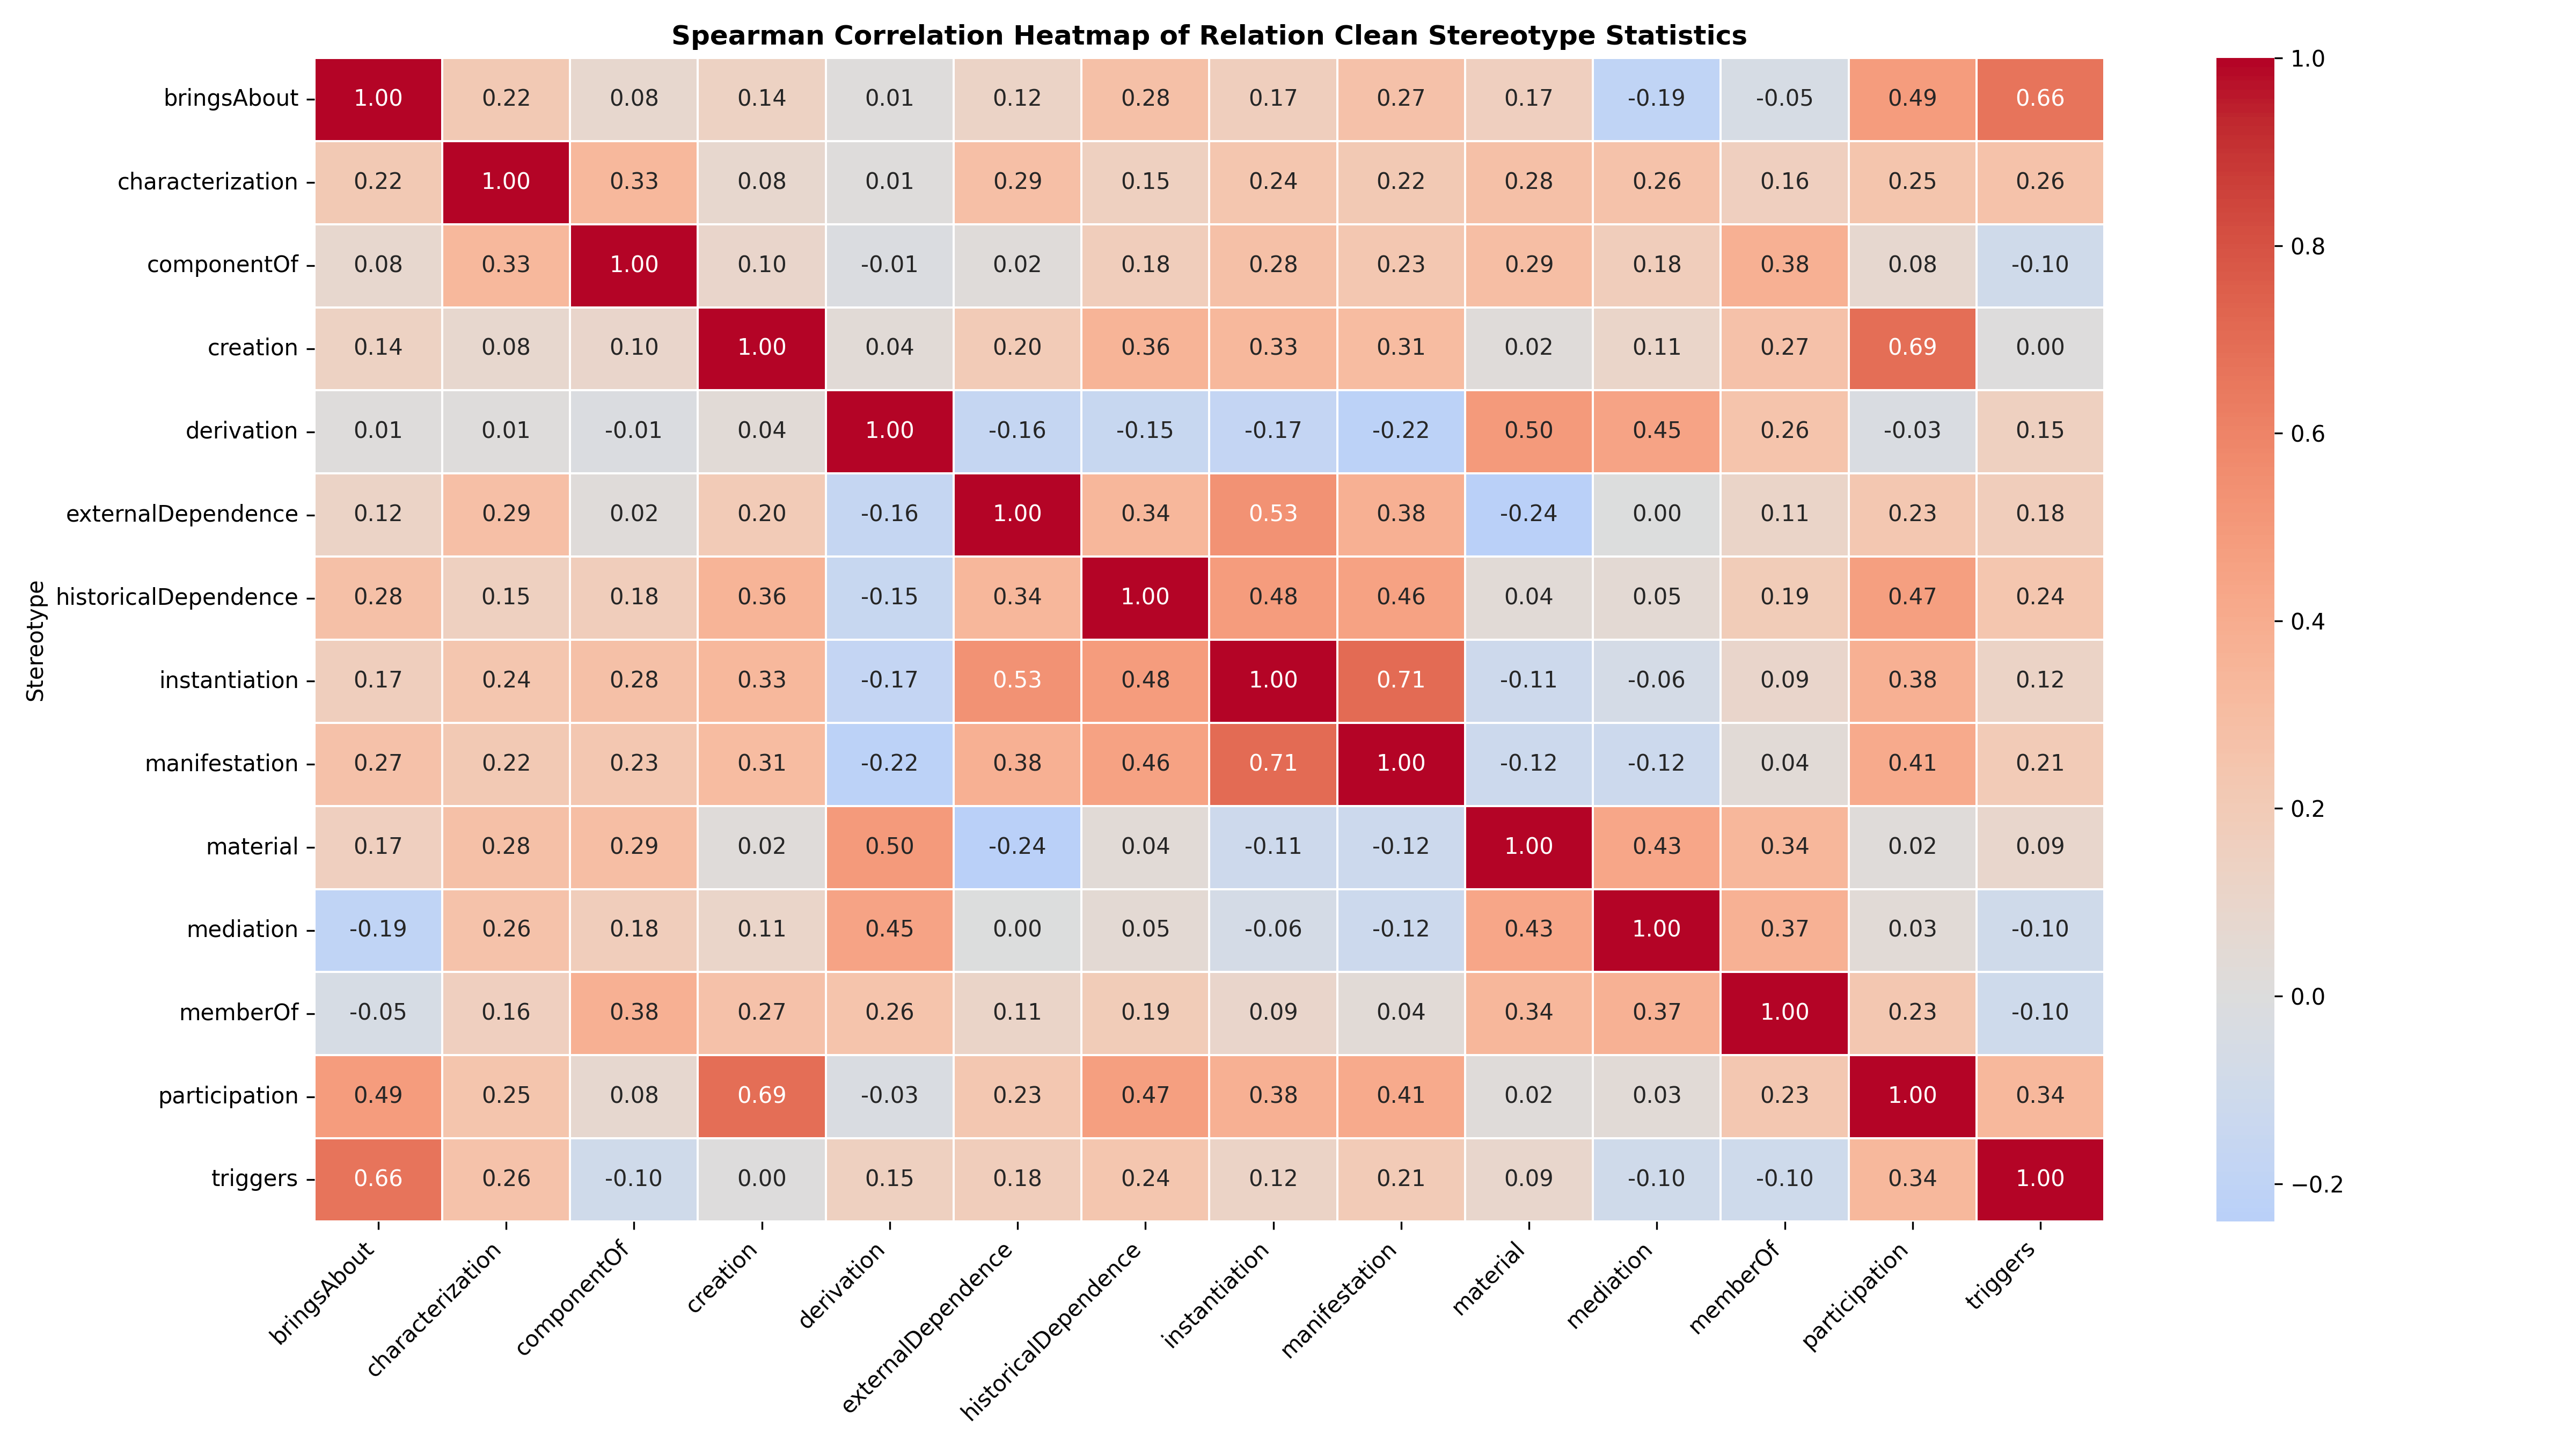 Spearman Correlation Heatmap of Relation Clean Stereotype Statistics
Stereotype
bringsAbout 1.00 0.22 0.08 0.14 0.01 0.12 0.28 0.17 0.27 0.17 -0.19 -0.05 0.49 0.66
characterization 0.22 1.00 0.33 0.08 0.01 0.29 0.15 0.24 0.22 0.28 0.26 0.16 0.25 0.26
componentOf 0.08 0.33 1.00 0.10 -0.01 0.02 0.18 0.28 0.23 0.29 0.18 0.38 0.08 -0.10
creation 0.14 0.08 0.10 1.00 0.04 0.20 0.36 0.33 0.31 0.02 0.11 0.27 0.69 0.00
derivation 0.01 0.01 -0.01 0.04 1.00 -0.16 -0.15 -0.17 -0.22 0.50 0.45 0.26 -0.03 0.15
externalDependence 0.12 0.29 0.02 0.20 -0.16 1.00 0.34 0.53 0.38 -0.24 0.00 0.11 0.23 0.18
historicalDependence 0.28 0.15 0.18 0.36 -0.15 0.34 1.00 0.48 0.46 0.04 0.05 0.19 0.47 0.24
instantiation 0.17 0.24 0.28 0.33 -0.17 0.53 0.48 1.00 0.71 -0.11 -0.06 0.09 0.38 0.12
manifestation 0.27 0.22 0.23 0.31 -0.22 0.38 0.46 0.71 1.00 -0.12 -0.12 0.04 0.41 0.21
material 0.17 0.28 0.29 0.02 0.50 -0.24 0.04 -0.11 -0.12 1.00 0.43 0.34 0.02 0.09
mediation -0.19 0.26 0.18 0.11 0.45 0.00 0.05 -0.06 -0.12 0.43 1.00 0.37 0.03 -0.10
memberOf -0.05 0.16 0.38 0.27 0.26 0.11 0.19 0.09 0.04 0.34 0.37 1.00 0.23 -0.10
participation 0.49 0.25 0.08 0.69 -0.03 0.23 0.47 0.38 0.41 0.02 0.03 0.23 1.00 0.34
triggers 0.66 0.26 -0.10 0.00 0.15 0.18 0.24 0.12 0.21 0.09 -0.10 -0.10 0.34 1.00
bringsAbout characterization componentOf creation derivation externalDependence historicalDependence instantiation manifestation material mediation memberOf participation triggers
1.0
0.8
0.6
0.4
0.2
0.0
−0.2